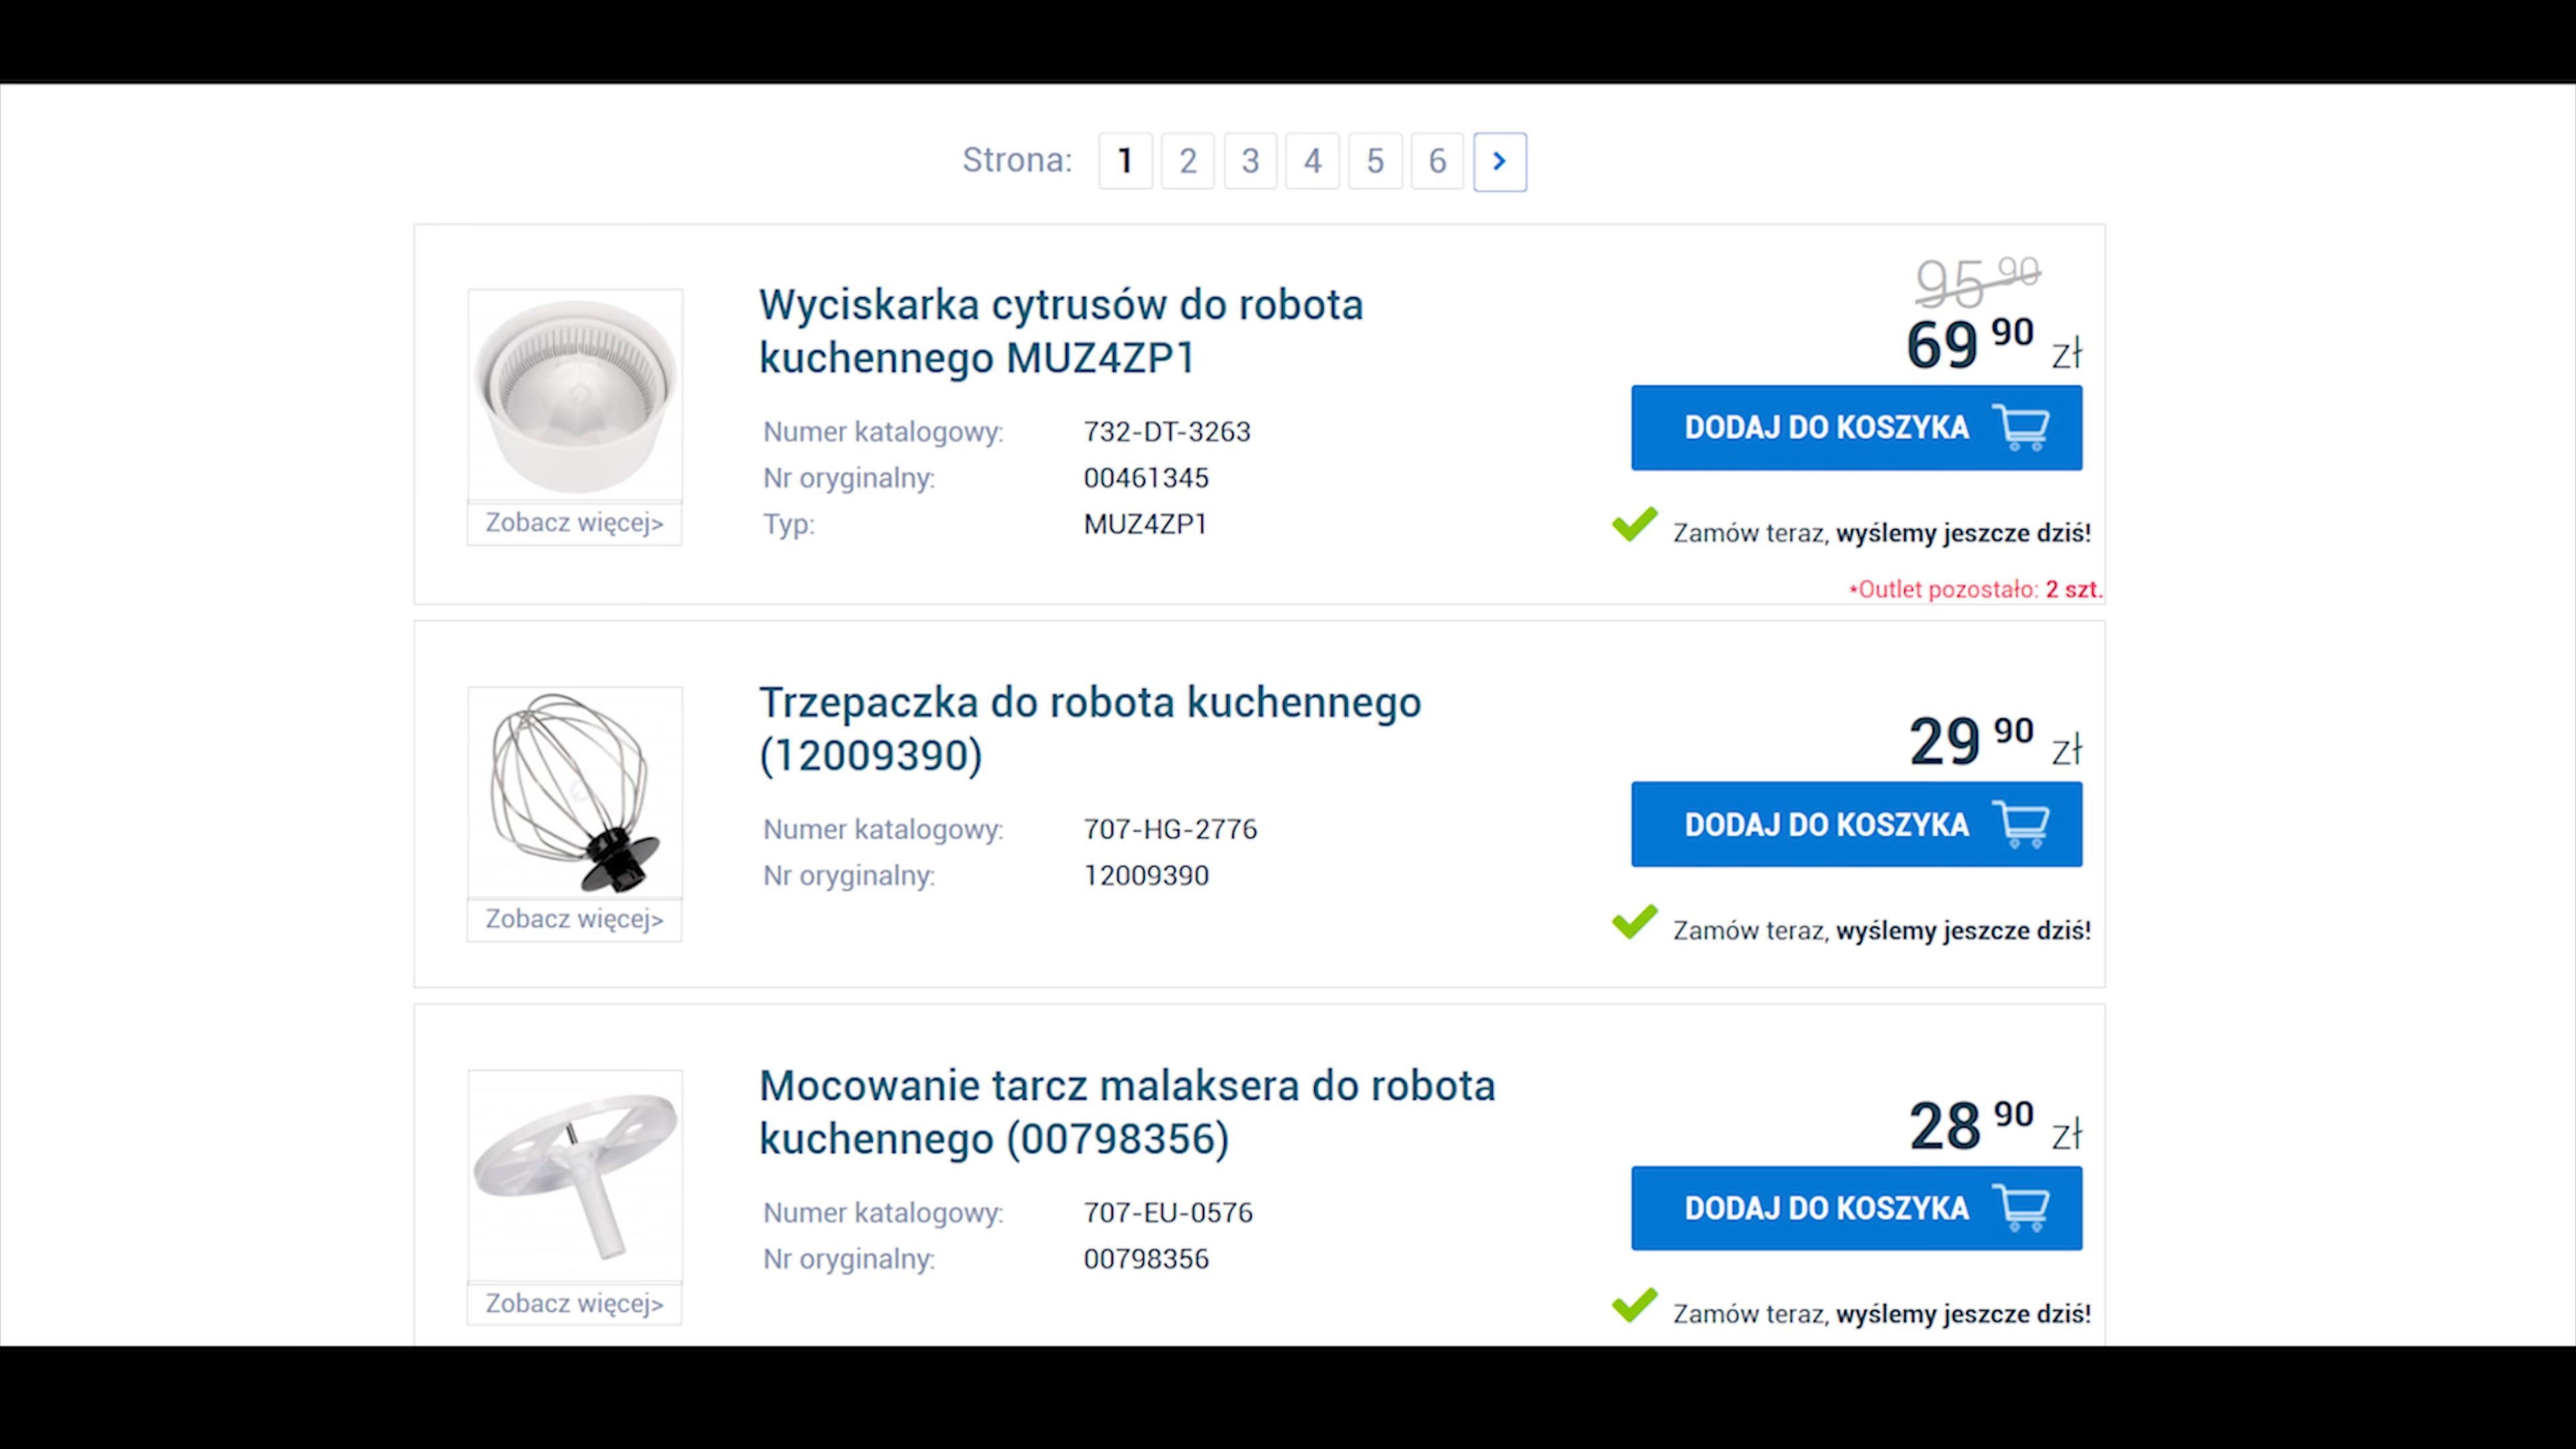 Strona: 1 2 3 4 5 6 >
Wyciskarka cytrusów do robota
kuchennego MUZ4ZP1
Numer katalogowy: 732-DT-3263
Nr oryginalny: 00461345
Typ: MUZ4ZP1
Zobacz więcej>
95 90
69 90 zł
DODAJ DO KOSZYKA
Zamów teraz, wyślemy jeszcze dziś!
*Outlet pozostało: 2 szt.
Trzepaczka do robota kuchennego
(12009390)
Numer katalogowy: 707-HG-2776
Nr oryginalny: 12009390
Zobacz więcej>
29 90 zł
DODAJ DO KOSZYKA
Zamów teraz, wyślemy jeszcze dziś!
Mocowanie tarcz malaksera do robota
kuchennego (00798356)
Numer katalogowy: 707-EU-0576
Nr oryginalny: 00798356
Zobacz więcej>
28 90 zł
DODAJ DO KOSZYKA
Zamów teraz, wyślemy jeszcze dziś!